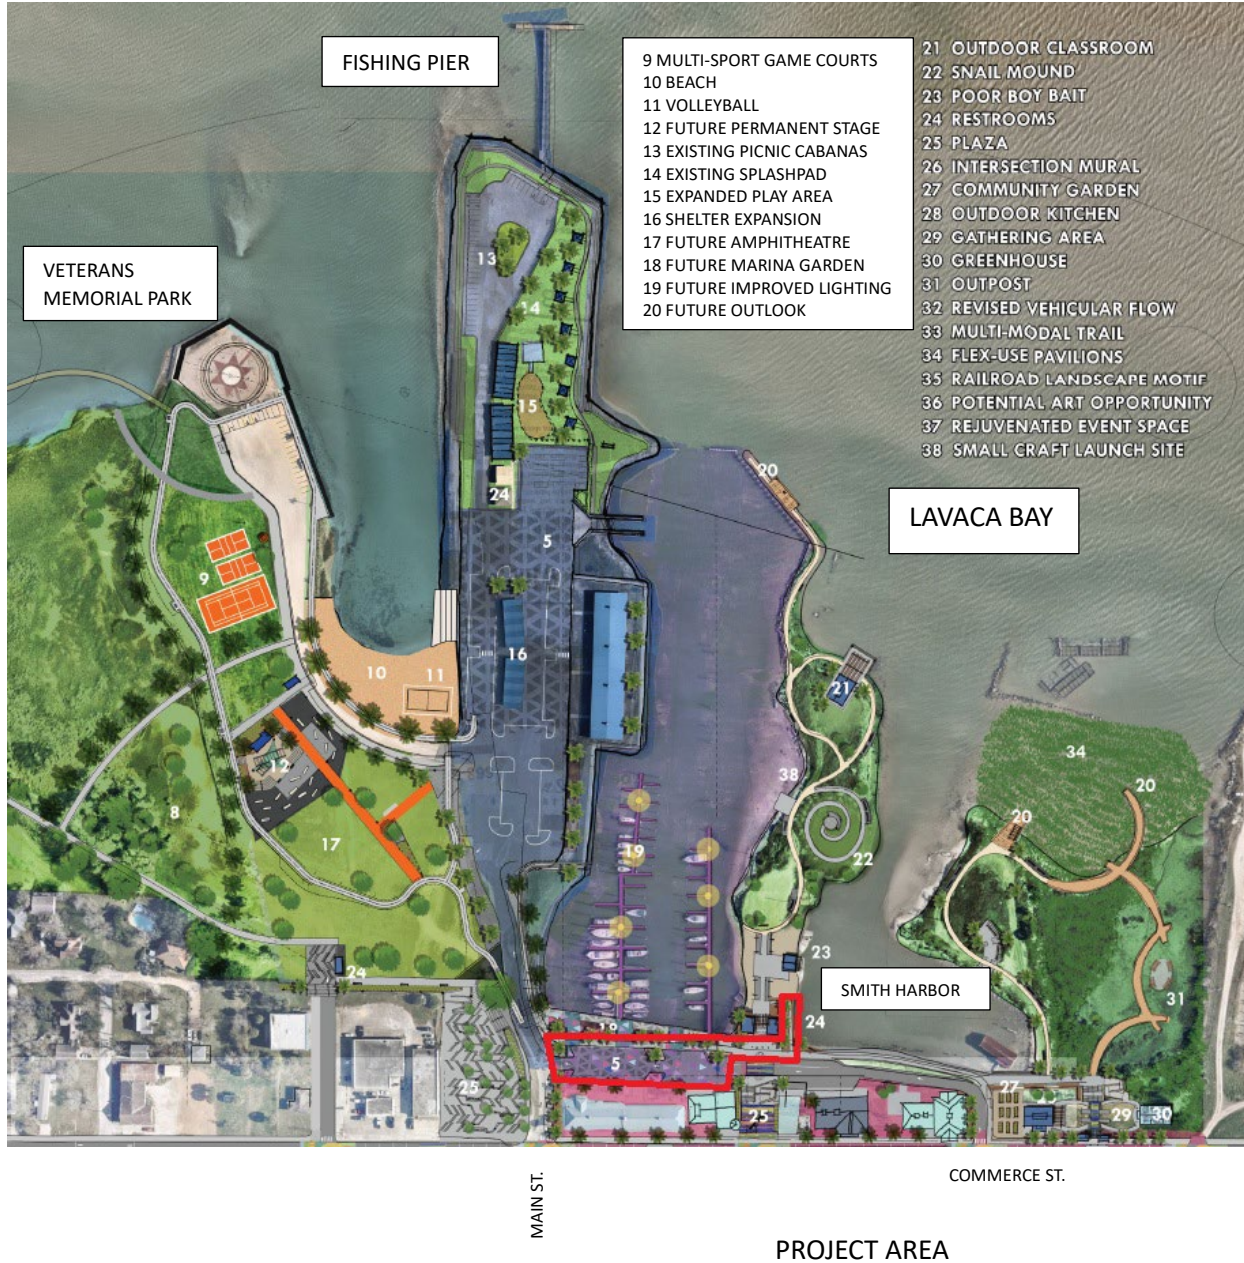 FISHING PIER
9 MULTI-SPORT GAME COURTS
10 BEACH
11 VOLLEYBALL
12 FUTURE PERMANENT STAGE
13 EXISTING PICNIC CABANAS
14 EXISTING SPLASHPAD
15 EXPANDED PLAY AREA
16 SHELTER EXPANSION
17 FUTURE AMPHITHEATRE
18 FUTURE MARINA GARDEN
19 FUTURE IMPROVED LIGHTING
20 FUTURE OUTLOOK
21 OUTDOOR CLASSROOM
22 SNAIL MOUND
23 POOR BOY BAIT
24 RESTROOMS
25 PLAZA
26 INTERSECTION MURAL
27 COMMUNITY GARDEN
28 OUTDOOR KITCHEN
29 GATHERING AREA
30 GREENHOUSE
31 OUTPOST
32 REVISED VEHICULAR FLOW
33 MULTI-MODAL TRAIL
34 FLEX-USE PAVILIONS
35 RAILROAD LANDSCAPE MOTIF
36 POTENTIAL ART OPPORTUNITY
37 REJUVENATED EVENT SPACE
38 SMALL CRAFT LAUNCH SITE
VETERANS
MEMORIAL PARK
13
14
15
20
24
LAVACA BAY
5
9
16
10
11
21
34
12
38
20
20
8
17
19
22
23
24
SMITH HARBOR
31
24
18
5
25
25
27
29
30
MAIN ST.
COMMERCE ST.
PROJECT AREA